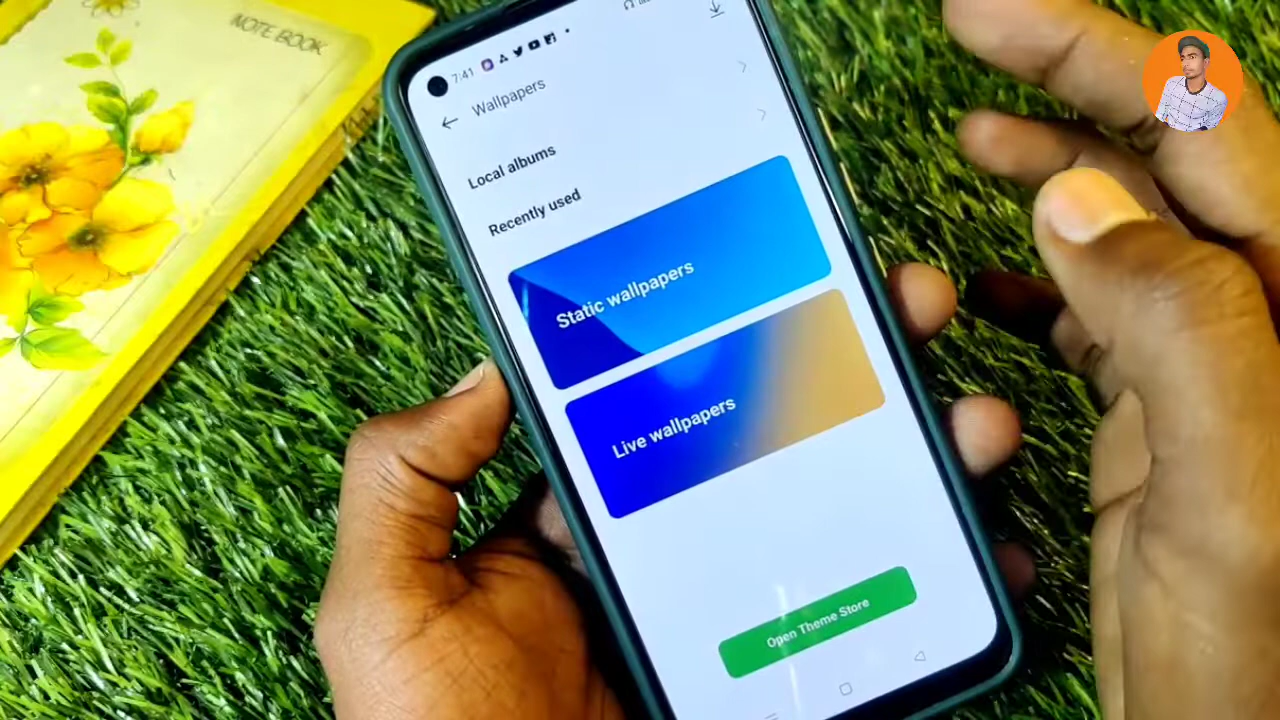 NOTE BOOK
7:41
Wallpapers
Local albums
Recently used
Static wallpapers
Live wallpapers
Open Theme Store